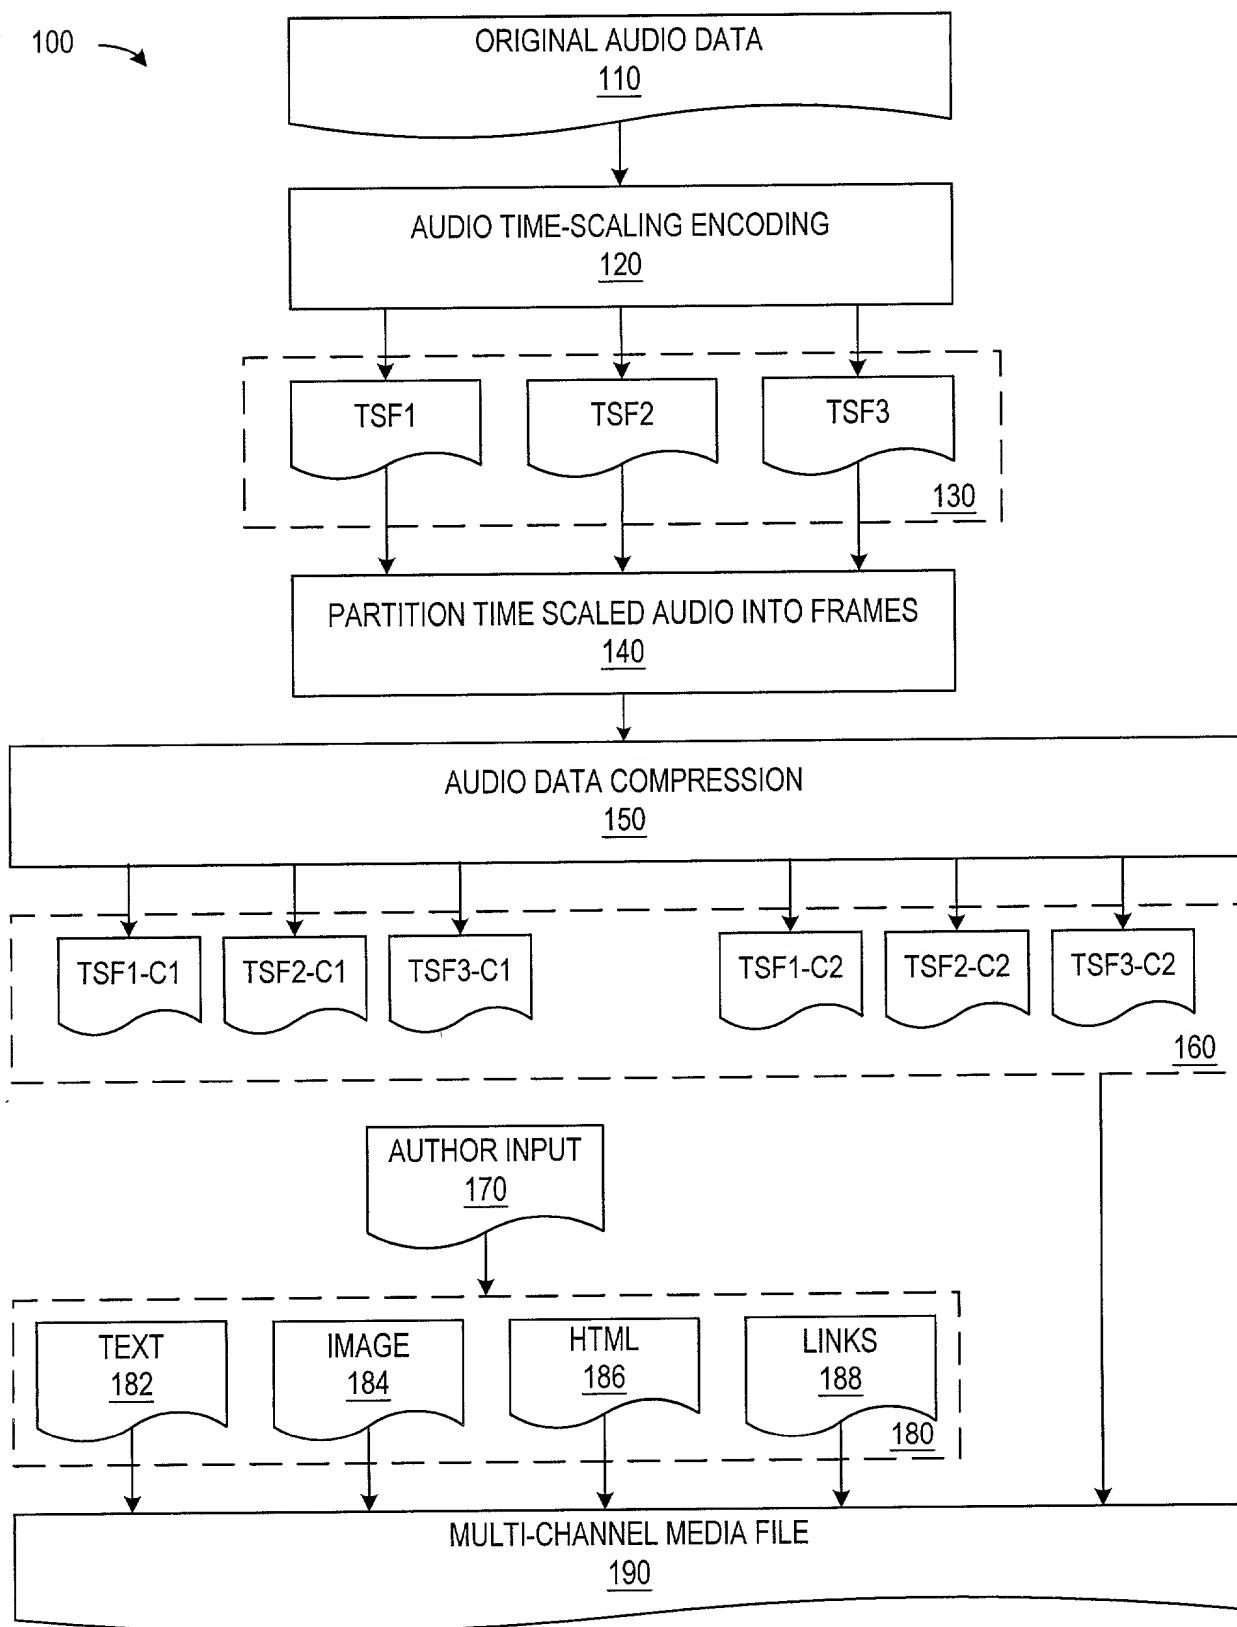 100
ORIGINAL AUDIO DATA
110
AUDIO TIME-SCALING ENCODING
120
TSF1 TSF2 TSF3
130
PARTITION TIME SCALED AUDIO INTO FRAMES
140
AUDIO DATA COMPRESSION
150
TSF1-C1 TSF2-C1 TSF3-C1 TSF1-C2 TSF2-C2 TSF3-C2
160
AUTHOR INPUT
170
TEXT IMAGE HTML LINKS
182 184 186 188
180
MULTI-CHANNEL MEDIA FILE
190